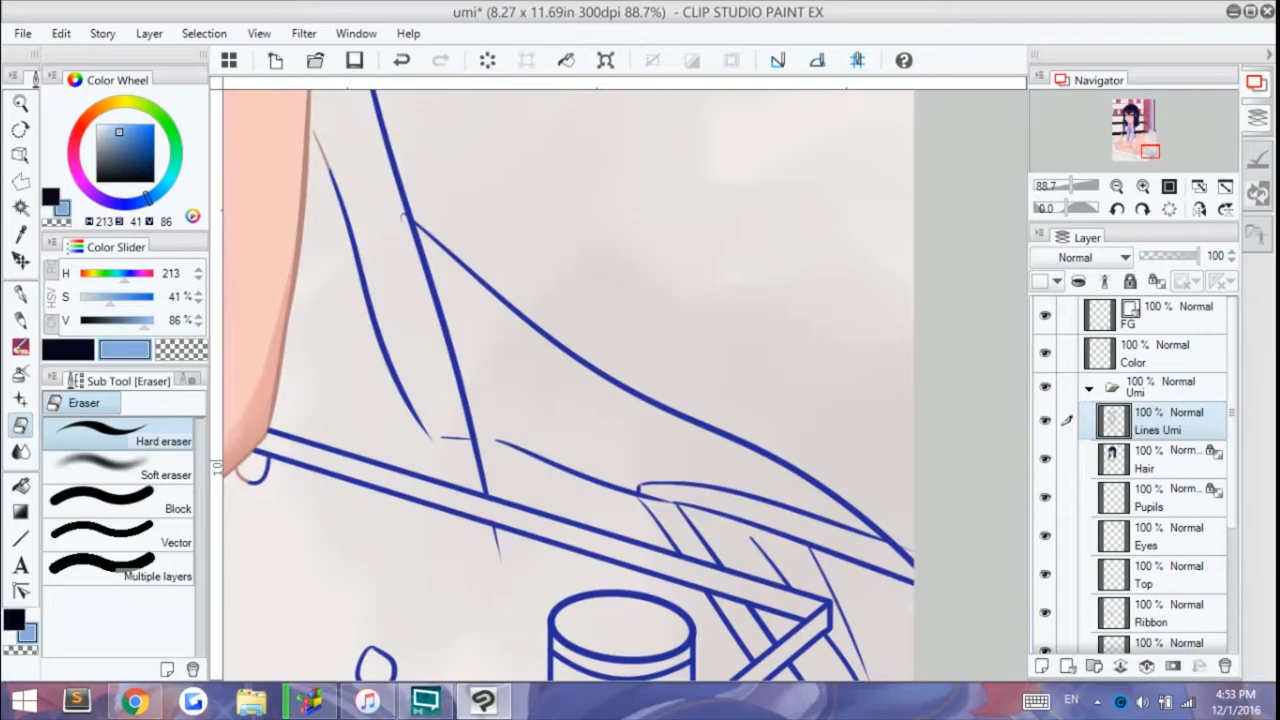 umi* (8.27 x 11.69in 300dpi 88.7%) - CLIP STUDIO PAINT EX
File Edit Story Layer Selection View Filter Window Help
Color Wheel
H 213 S 41 V 86
Color Slider
HSV
H 213
S 41 %
V 86 %
Sub Tool [Eraser]
Eraser
Hard eraser
Soft eraser
Block
Vector
Multiple layers
10
Navigator
88.7
0.0
Layer
Normal 100
100 % Normal
FG
100 % Normal
Color
100 % Normal
Umi
100 % Normal
Lines Umi
100 % Norm...
Hair
100 % Norm...
Pupils
100 % Normal
Eyes
100 % Normal
Top
100 % Normal
Ribbon
100 % Normal
EN
4:53 PM
12/1/2016